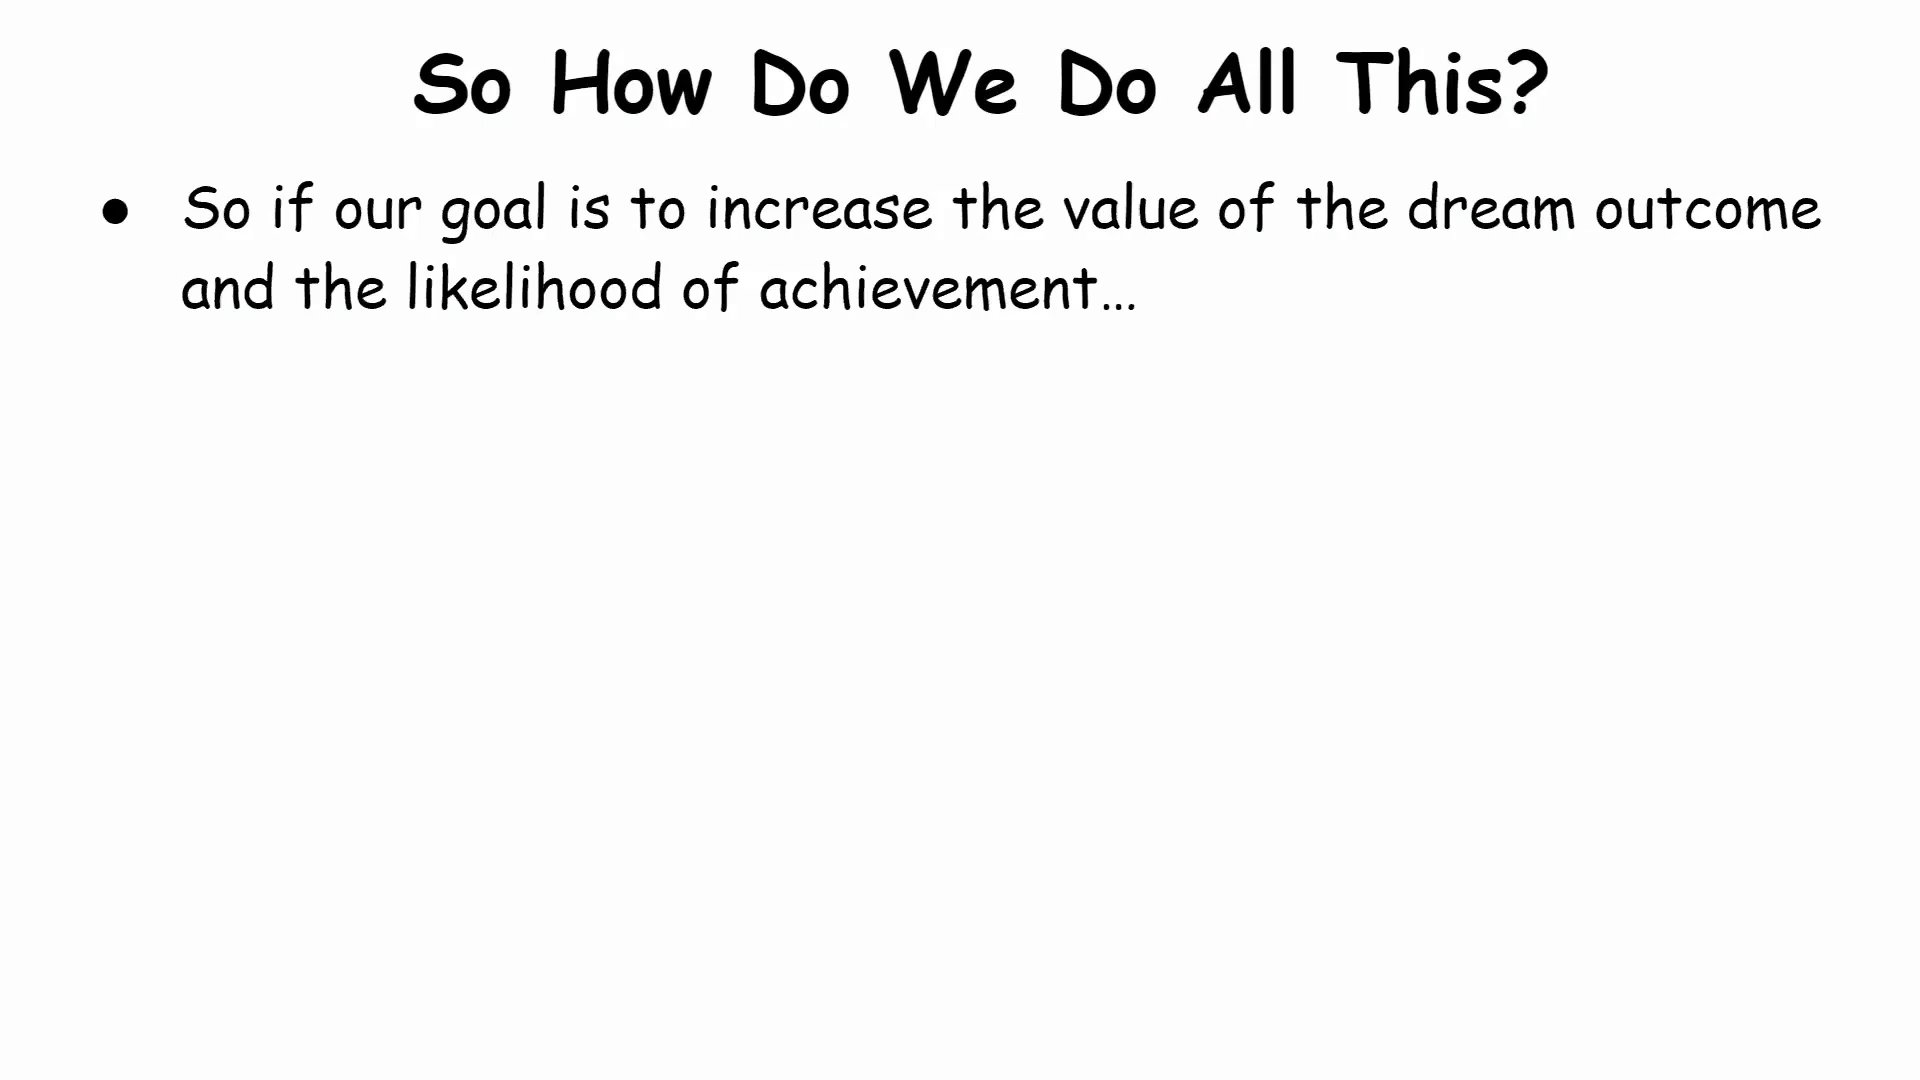 So How Do We Do All This?
● So if our goal is to increase the value of the dream outcome
and the likelihood of achievement...